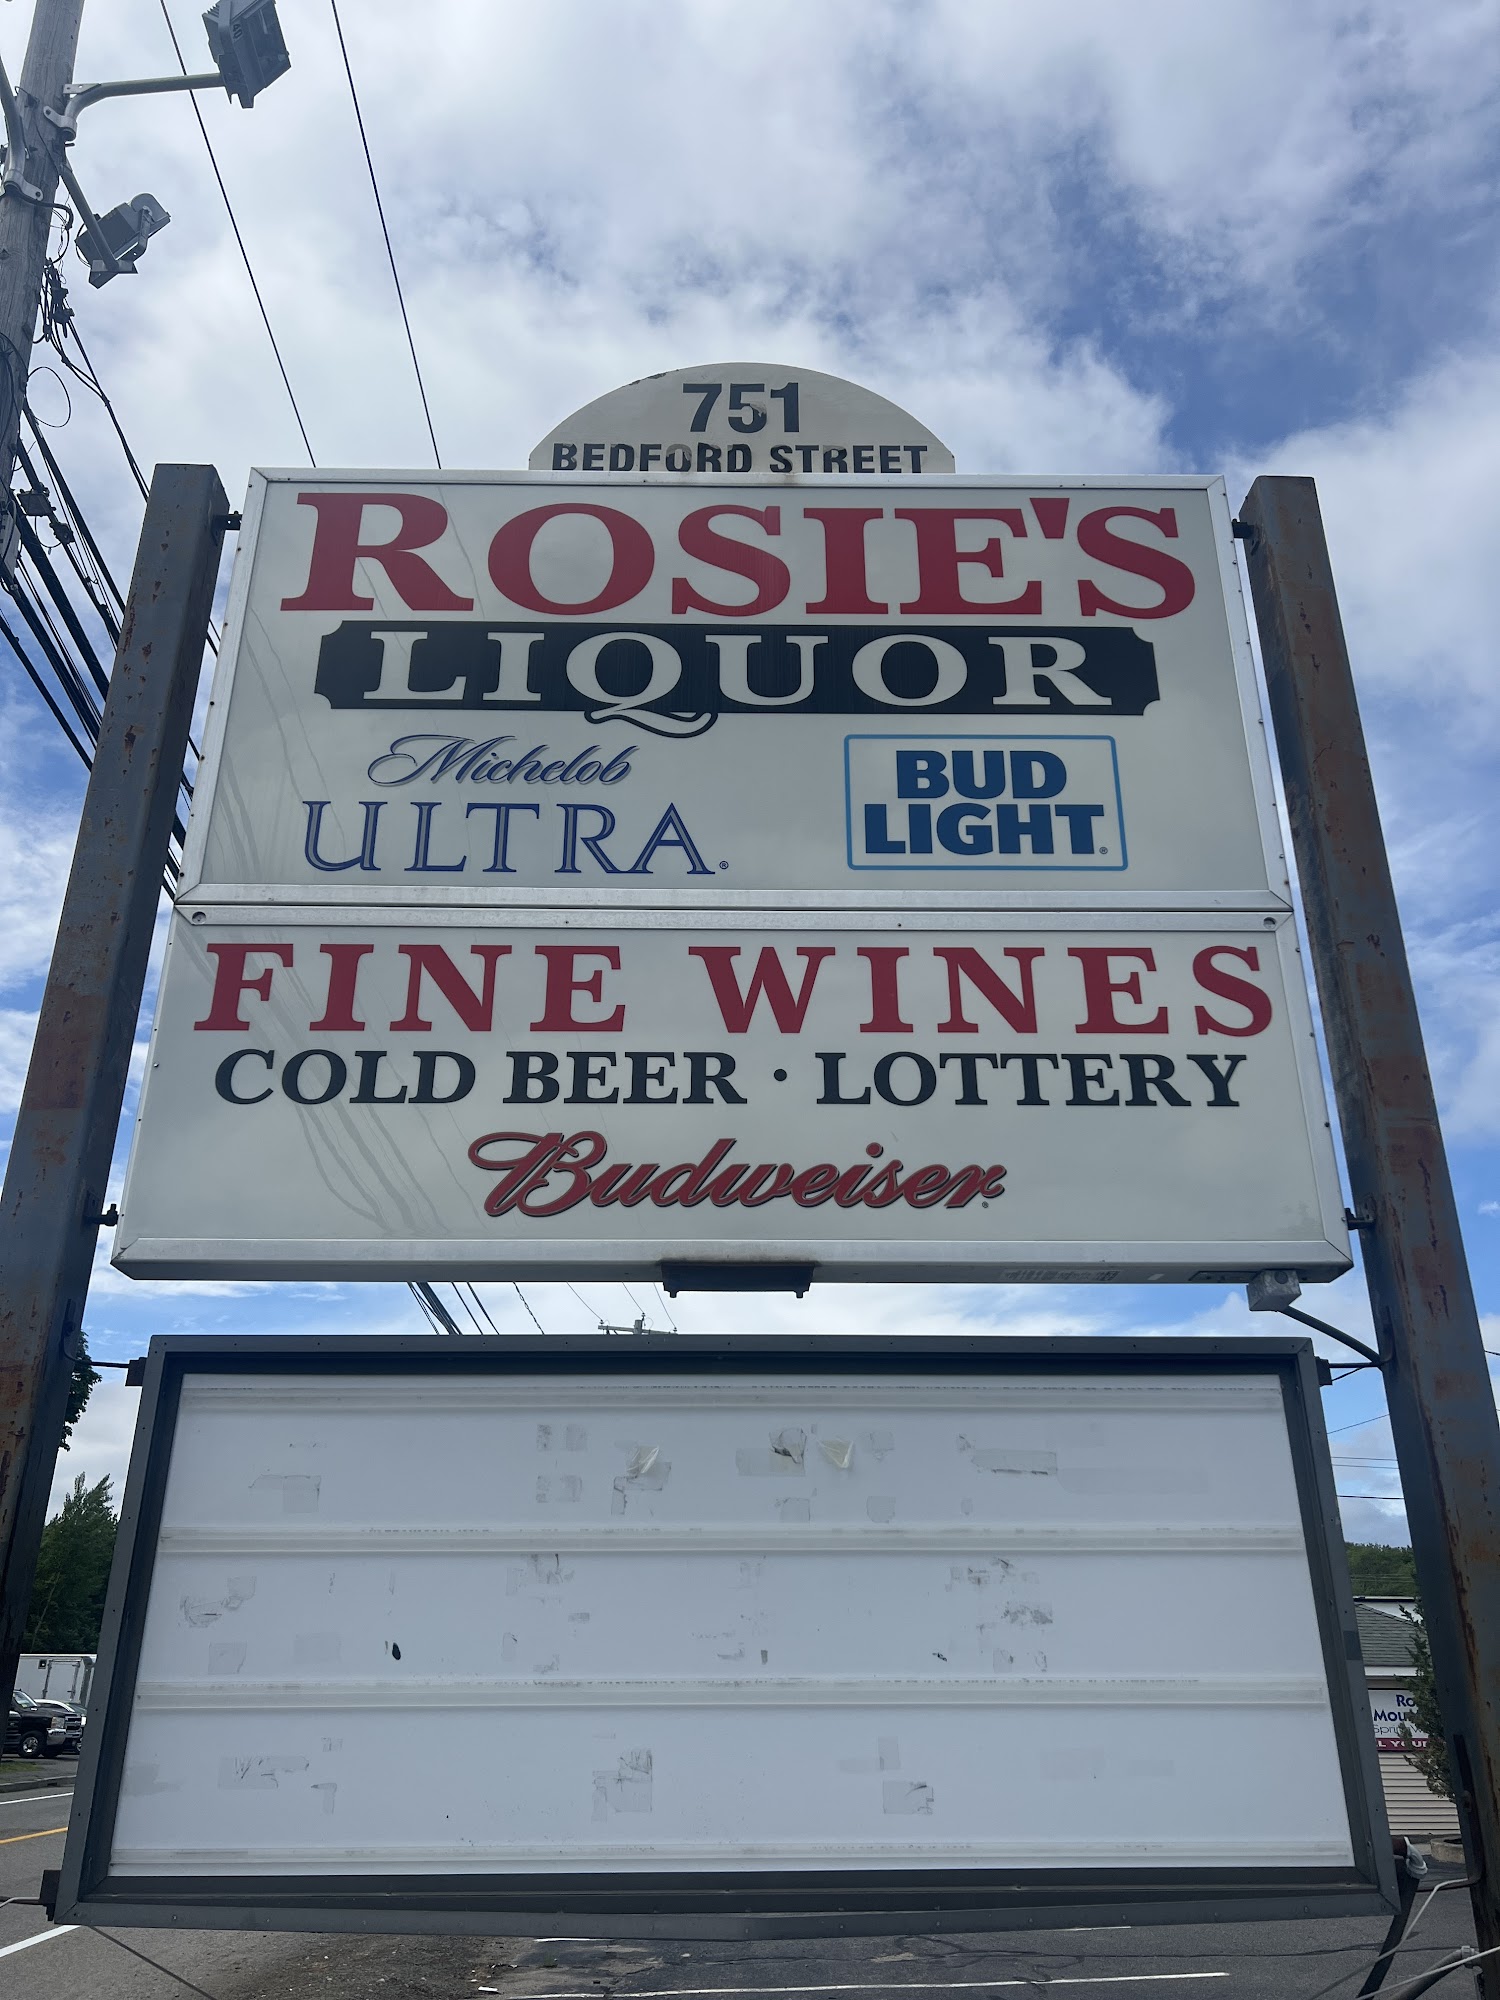 751
BEDFORD STREET
ROSIE'S
LIQUOR
Michelob
ULTRA®
BUD
LIGHT®
FINE WINES
COLD BEER · LOTTERY
Budweiser®